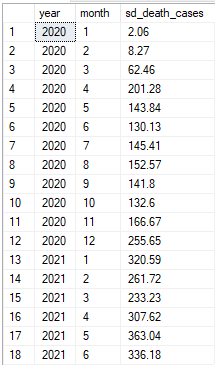 year month sd_death_cases
1 2020 1 2.06
2 2020 2 8.27
3 2020 3 62.46
4 2020 4 201.28
5 2020 5 143.84
6 2020 6 130.13
7 2020 7 145.41
8 2020 8 152.57
9 2020 9 141.8
10 2020 10 132.6
11 2020 11 166.67
12 2020 12 255.65
13 2021 1 320.59
14 2021 2 261.72
15 2021 3 233.23
16 2021 4 307.62
17 2021 5 363.04
18 2021 6 336.18